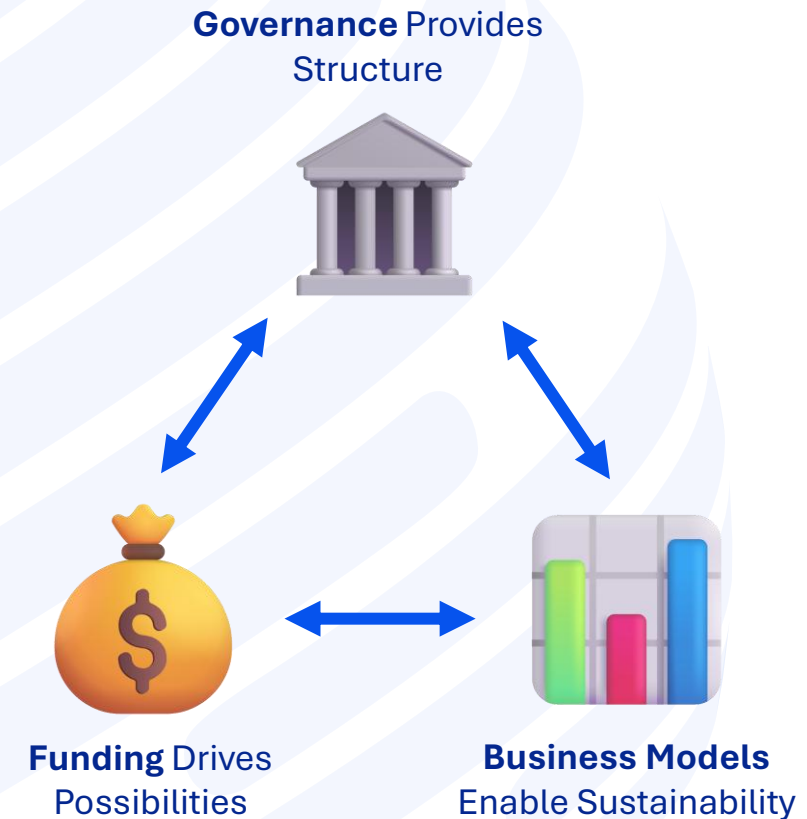 Governance Provides
Structure
$
Funding Drives
Possibilities
Business Models
Enable Sustainability